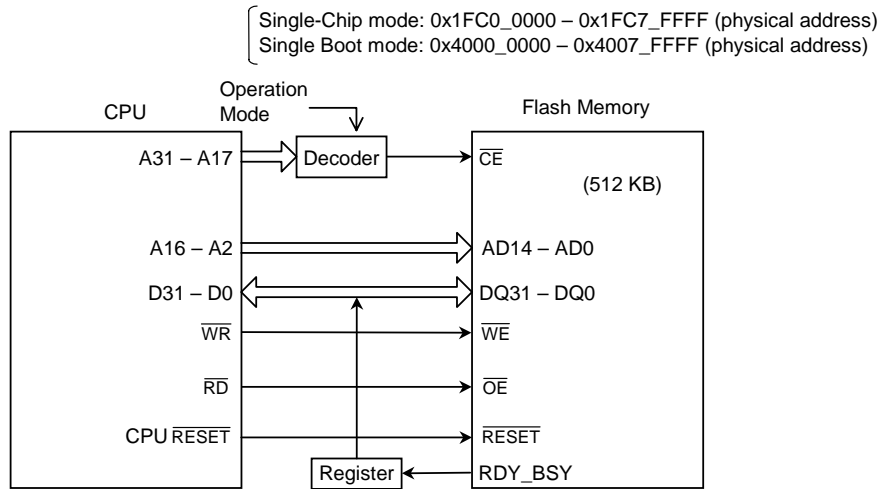 Single-Chip mode: 0x1FC0_0000 – 0x1FC7_FFFF (physical address)
Single Boot mode: 0x4000_0000 – 0x4007_FFFF (physical address)
Operation
Mode
CPU
Flash Memory
A31 – A17
Decoder
CE
(512 KB)
A16 – A2
AD14 – AD0
D31 – D0
DQ31 – DQ0
WR
WE
RD
OE
CPU RESET
RESET
Register
RDY_BSY